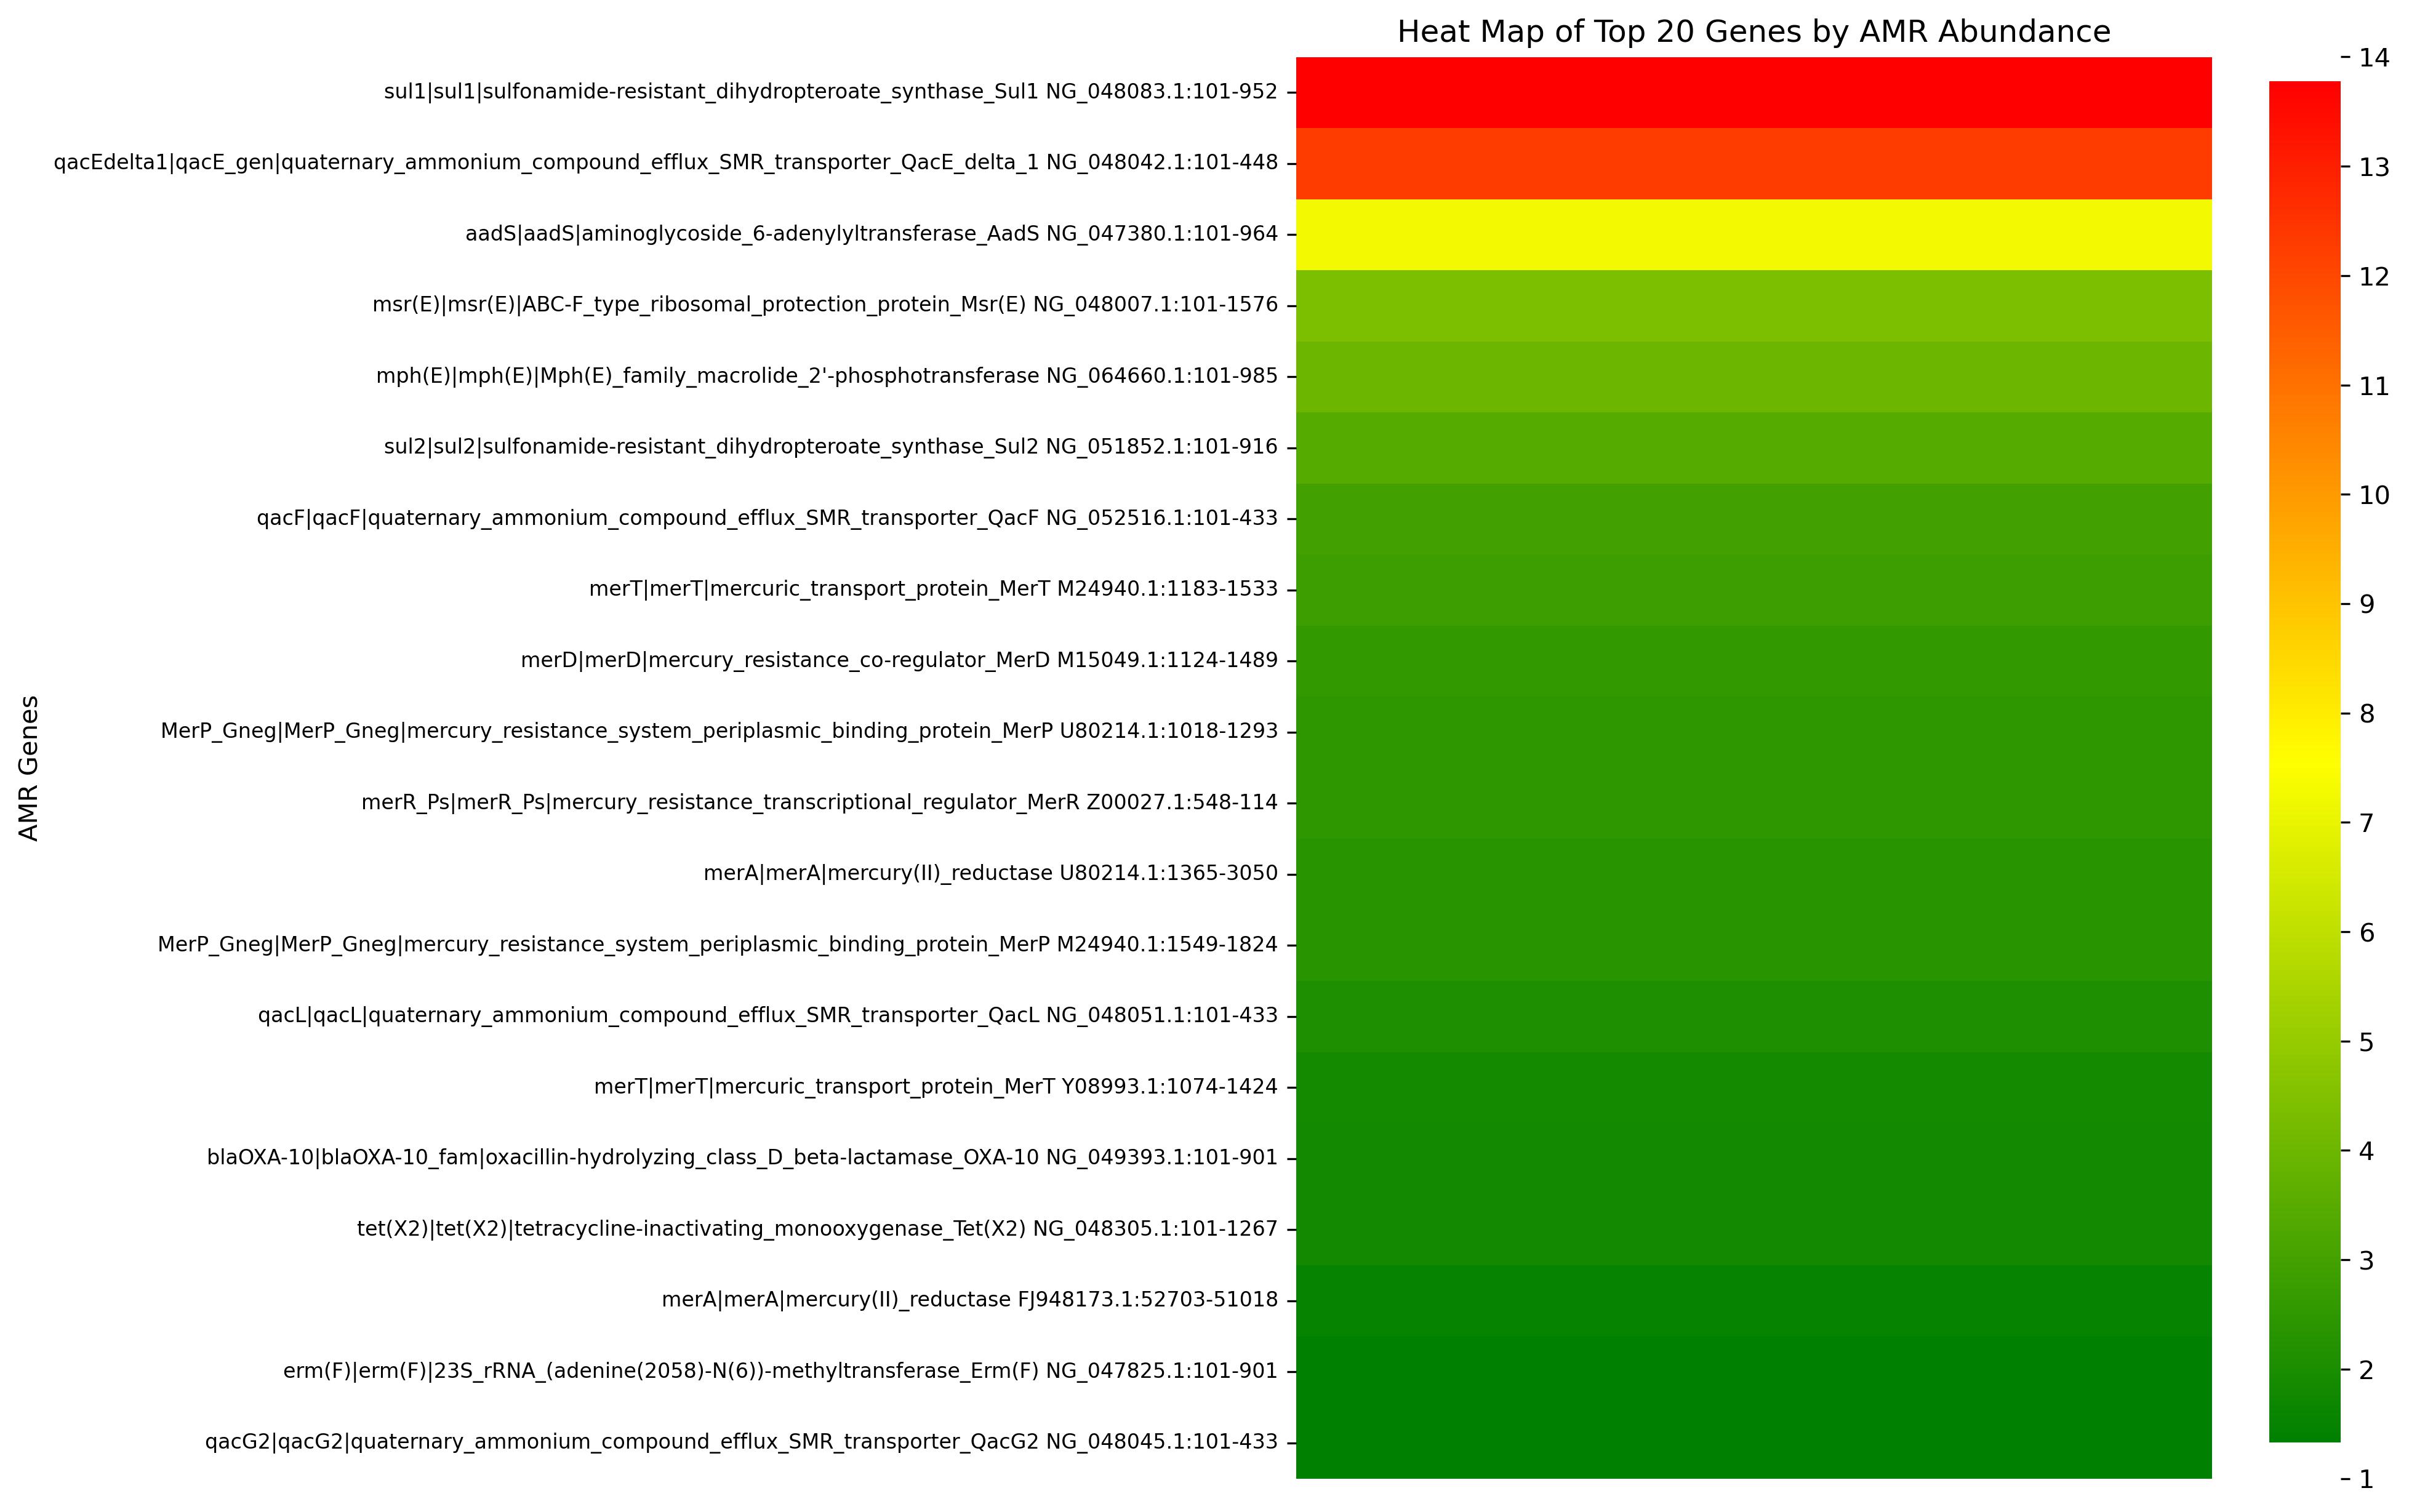 Heat Map of Top 20 Genes by AMR Abundance
sul1|sul1|sulfonamide-resistant_dihydropteroate_synthase_Sul1 NG_048083.1:101-952
qacEdelta1|qacE_gen|quaternary_ammonium_compound_efflux_SMR_transporter_QacE_delta_1 NG_048042.1:101-448
aadS|aadS|aminoglycoside_6-adenylyltransferase_AadS NG_047380.1:101-964
msr(E)|msr(E)|ABC-F_type_ribosomal_protection_protein_Msr(E) NG_048007.1:101-1576
mph(E)|mph(E)|Mph(E)_family_macrolide_2'-phosphotransferase NG_064660.1:101-985
sul2|sul2|sulfonamide-resistant_dihydropteroate_synthase_Sul2 NG_051852.1:101-916
qacF|qacF|quaternary_ammonium_compound_efflux_SMR_transporter_QacF NG_052516.1:101-433
merT|merT|mercuric_transport_protein_MerT M24940.1:1183-1533
merD|merD|mercury_resistance_co-regulator_MerD M15049.1:1124-1489
MerP_Gneg|MerP_Gneg|mercury_resistance_system_periplasmic_binding_protein_MerP U80214.1:1018-1293
merR_Ps|merR_Ps|mercury_resistance_transcriptional_regulator_MerR Z00027.1:548-114
merA|merA|mercury(II)_reductase U80214.1:1365-3050
MerP_Gneg|MerP_Gneg|mercury_resistance_system_periplasmic_binding_protein_MerP M24940.1:1549-1824
qacL|qacL|quaternary_ammonium_compound_efflux_SMR_transporter_QacL NG_048051.1:101-433
merT|merT|mercuric_transport_protein_MerT Y08993.1:1074-1424
blaOXA-10|blaOXA-10_fam|oxacillin-hydrolyzing_class_D_beta-lactamase_OXA-10 NG_049393.1:101-901
tet(X2)|tet(X2)|tetracycline-inactivating_monooxygenase_Tet(X2) NG_048305.1:101-1267
merA|merA|mercury(II)_reductase FJ948173.1:52703-51018
erm(F)|erm(F)|23S_rRNA_(adenine(2058)-N(6))-methyltransferase_Erm(F) NG_047825.1:101-901
qacG2|qacG2|quaternary_ammonium_compound_efflux_SMR_transporter_QacG2 NG_048045.1:101-433
AMR Genes
14
13
12
11
10
9
8
7
6
5
4
3
2
1